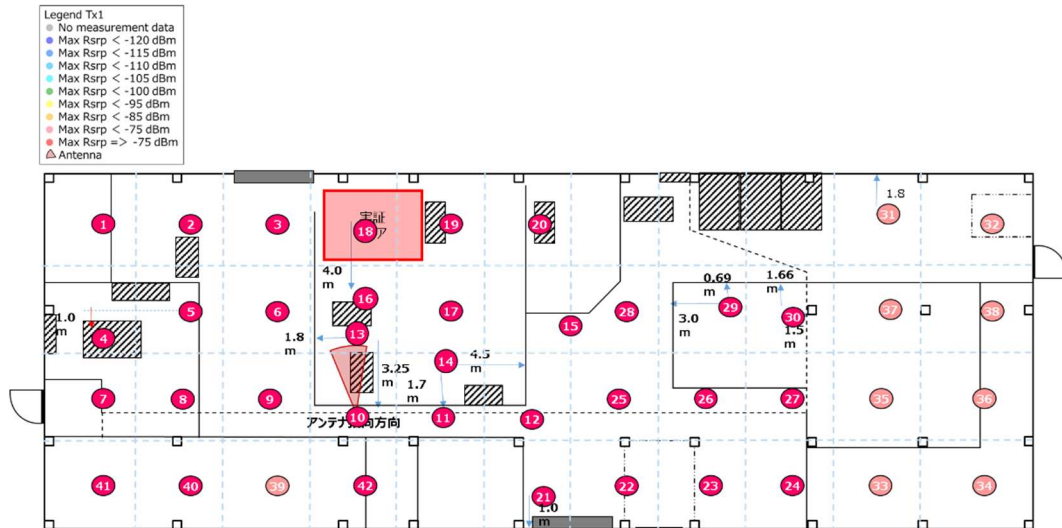 Legend Tx1
No measurement data
Max Rsrp < -120 dBm
Max Rsrp < -115 dBm
Max Rsrp < -110 dBm
Max Rsrp < -105 dBm
Max Rsrp < -100 dBm
Max Rsrp < -95 dBm
Max Rsrp < -85 dBm
Max Rsrp < -75 dBm
Max Rsrp => -75 dBm
Antenna
1.8
1
2
3
実証
18
19
20
31
32
4.0
m
0.69
m
1.66
16
5
6
17
15
28
29
30
37
38
1.0
m
4
1.8
m
13
3.0
m
1.5
m
14
4.5
m
3.25
m
1.7
m
7
8
9
10
11
12
25
26
27
35
36
アンテナ指向方向
41
40
39
42
21
22
23
24
33
34
1.0
m